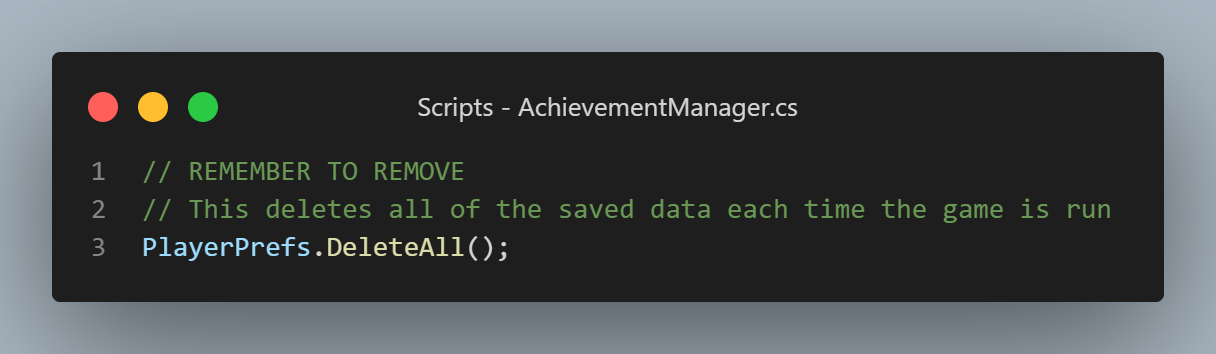 Scripts - AchievementManager.cs
1 // REMEMBER TO REMOVE
2 // This deletes all of the saved data each time the game is run
3 PlayerPrefs.DeleteAll();